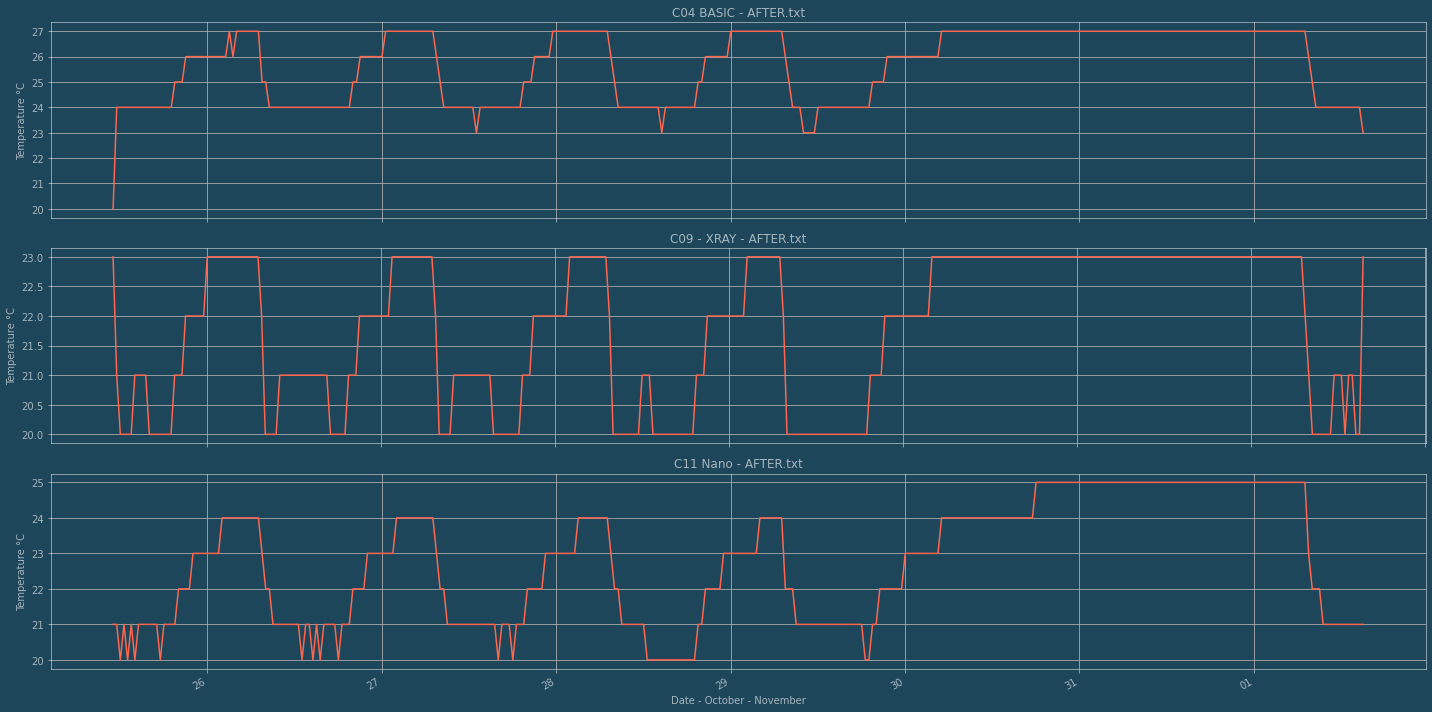 C04 BASIC - AFTER.txt
27
26
25
24
23
22
21
20
Temperature °C
C09 - XRAY - AFTER.txt
23.0
22.5
22.0
21.5
21.0
20.5
20.0
Temperature °C
C11 Nano - AFTER.txt
25
24
23
22
21
20
Temperature °C
26 27 28 29 30 31 01
Date - October - November